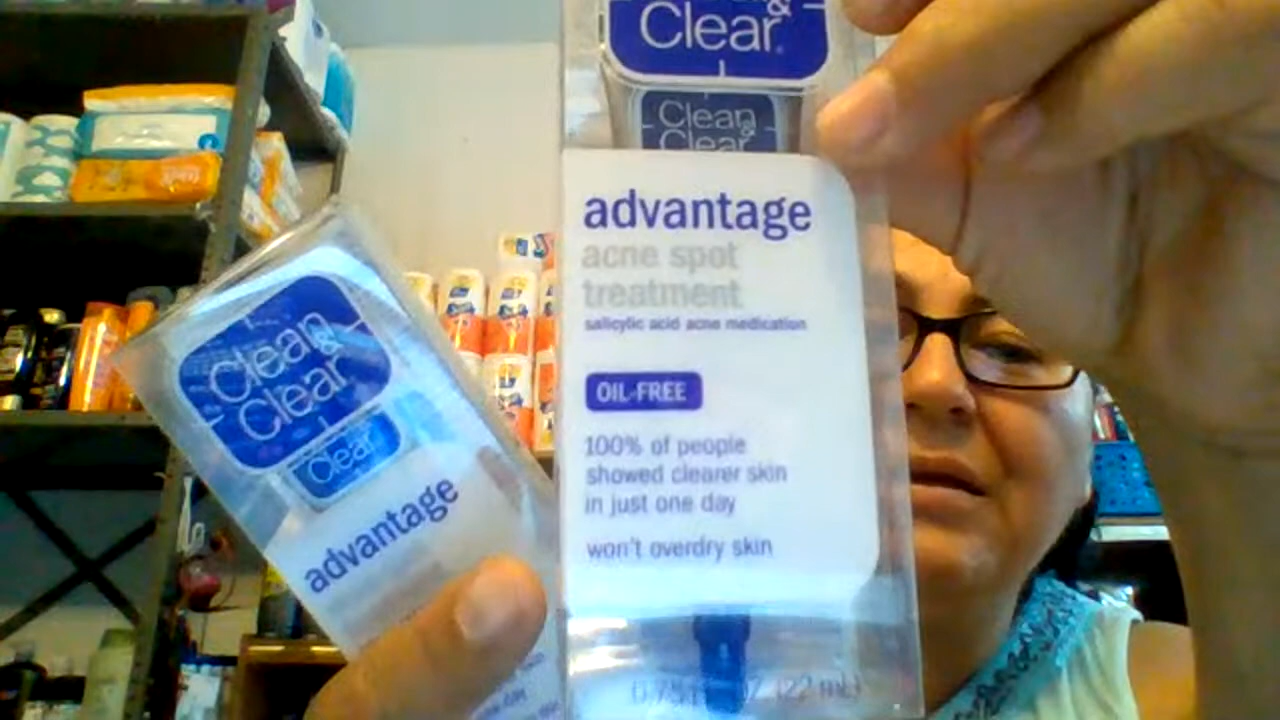 Clear
Clean
& Clear
advantage
acne spot
treatment
salicylic acid acne medication
OIL-FREE
100% of people
showed clearer skin
in just one day
won't overdry skin
Clean
& Clear
Clear
advantage